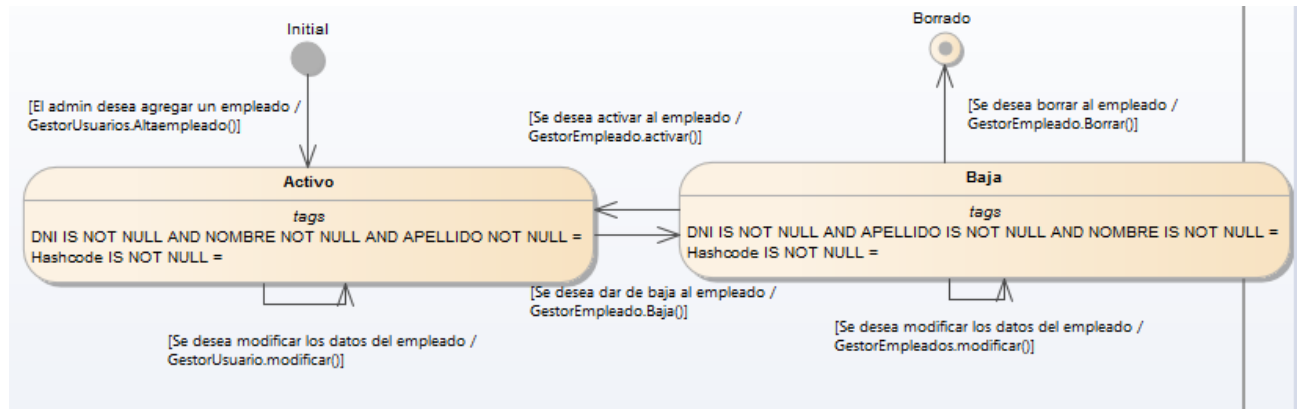 Initial
Borrado
[El admin desea agregar un empleado /
GestorUsuarios.Altaempleado()]
[Se desea activar al empleado /
GestorEmpleado.activar()]
[Se desea borrar al empleado /
GestorEmpleado.Borrar()]
Activo
tags
DNI IS NOT NULL AND NOMBRE NOT NULL AND APELLIDO NOT NULL =
Hashcode IS NOT NULL =
Baja
tags
DNI IS NOT NULL AND APELLIDO IS NOT NULL AND NOMBRE IS NOT NULL =
Hashcode IS NOT NULL =
[Se desea dar de baja al empleado /
GestorEmpleado.Baja()]
[Se desea modificar los datos del empleado /
GestorUsuario.modificar()]
[Se desea modificar los datos del empleado /
GestorEmpleados.modificar()]